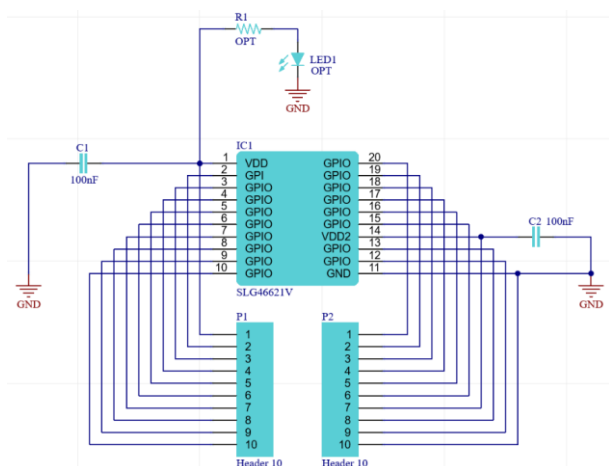 R1
OPT
LED1
OPT
GND
C1
100nF
IC1
1 VDD GPIO 20
2 GPI GPIO 19
3 GPIO GPIO 18
4 GPIO GPIO 17
5 GPIO GPIO 16
6 GPIO GPIO 15
7 GPIO VDD2 14
8 GPIO GPIO 13
9 GPIO GPIO 12
10 GPIO GND 11
SLG46621V
C2 100nF
GND
GND
P1
1
2
3
4
5
6
7
8
9
10
Header 10
P2
1
2
3
4
5
6
7
8
9
10
Header 10